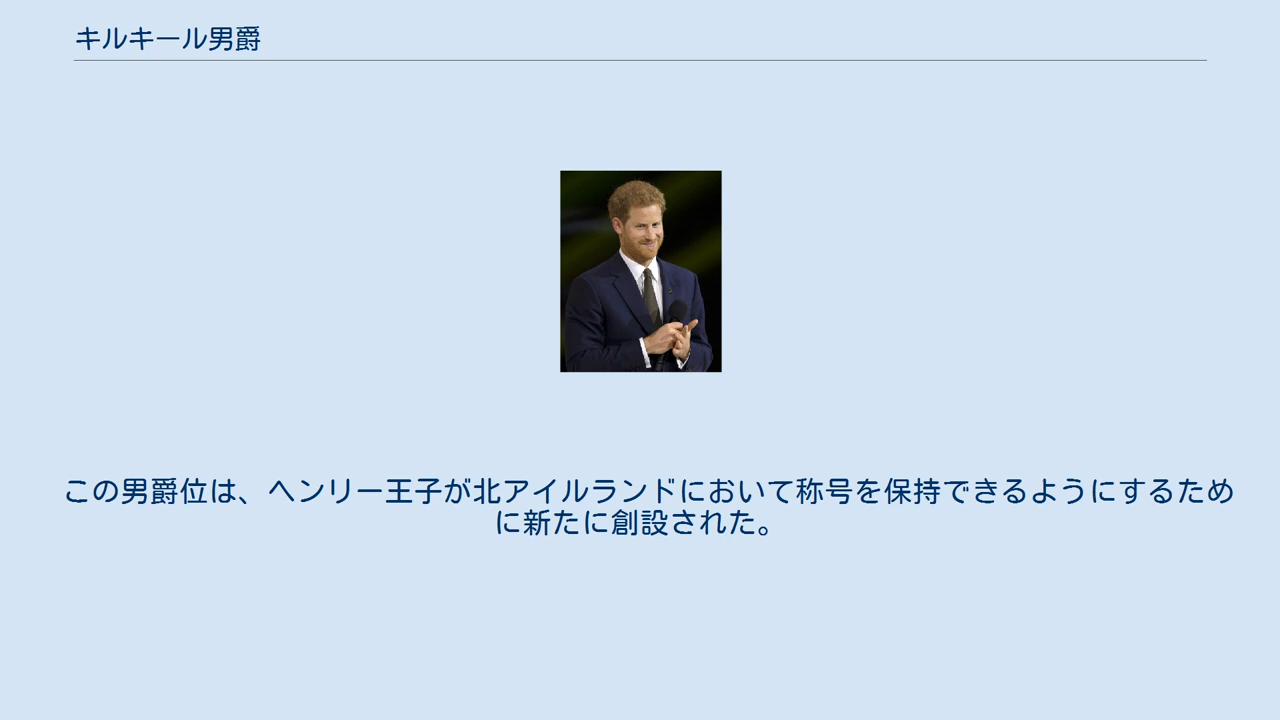 キルキール男爵
この男爵位は、ヘンリー王子が北アイルランドにおいて称号を保持できるようにするため
に新たに創設された。